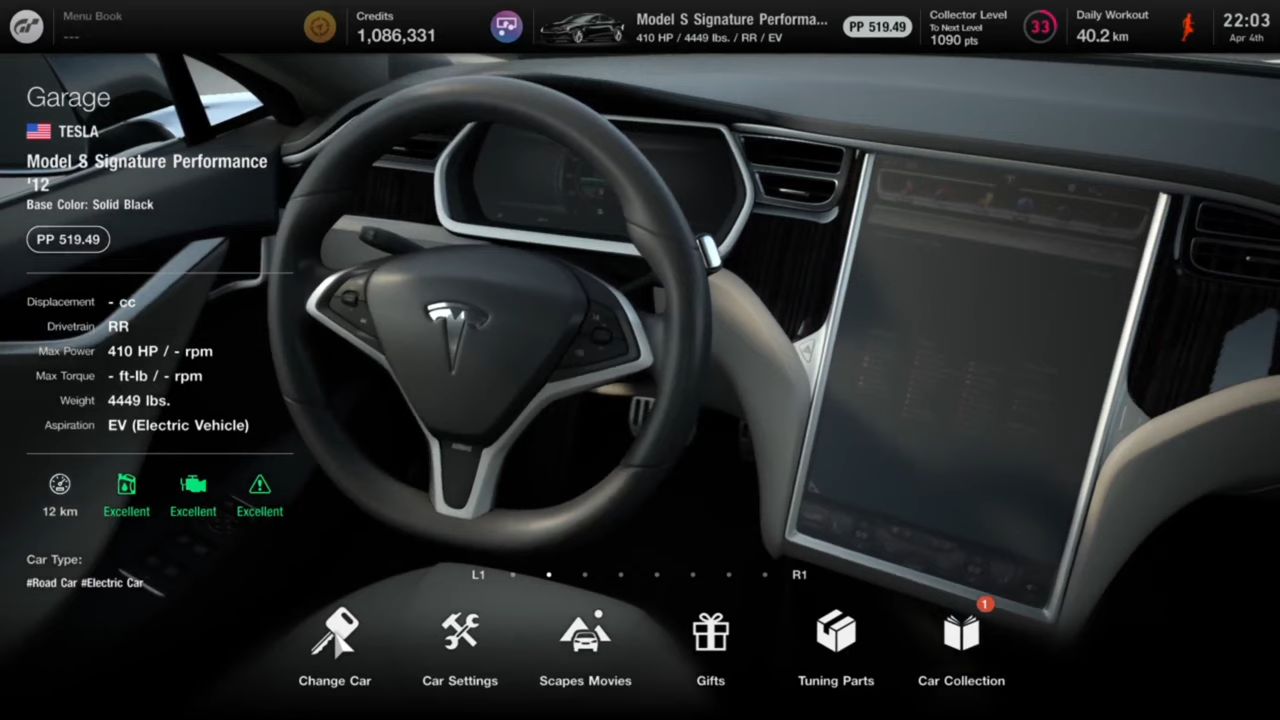 Menu Book
---
Credits
1,086,331
Model S Signature Performa...
410 HP / 4449 lbs. / RR / EV
PP 519.49
Collector Level
To Next Level
1090 pts
33
Daily Workout
40.2 km
22:03
Apr 4th
Garage
TESLA
Model S Signature Performance
'12
Base Color: Solid Black
PP 519.49
Displacement - cc
Drivetrain RR
Max Power 410 HP / - rpm
Max Torque - ft-lb / - rpm
Weight 4449 lbs.
Aspiration EV (Electric Vehicle)
12 km
Excellent
Excellent
Excellent
Car Type:
#Road Car #Electric Car
L1
R1
1
Change Car
Car Settings
Scapes Movies
Gifts
Tuning Parts
Car Collection